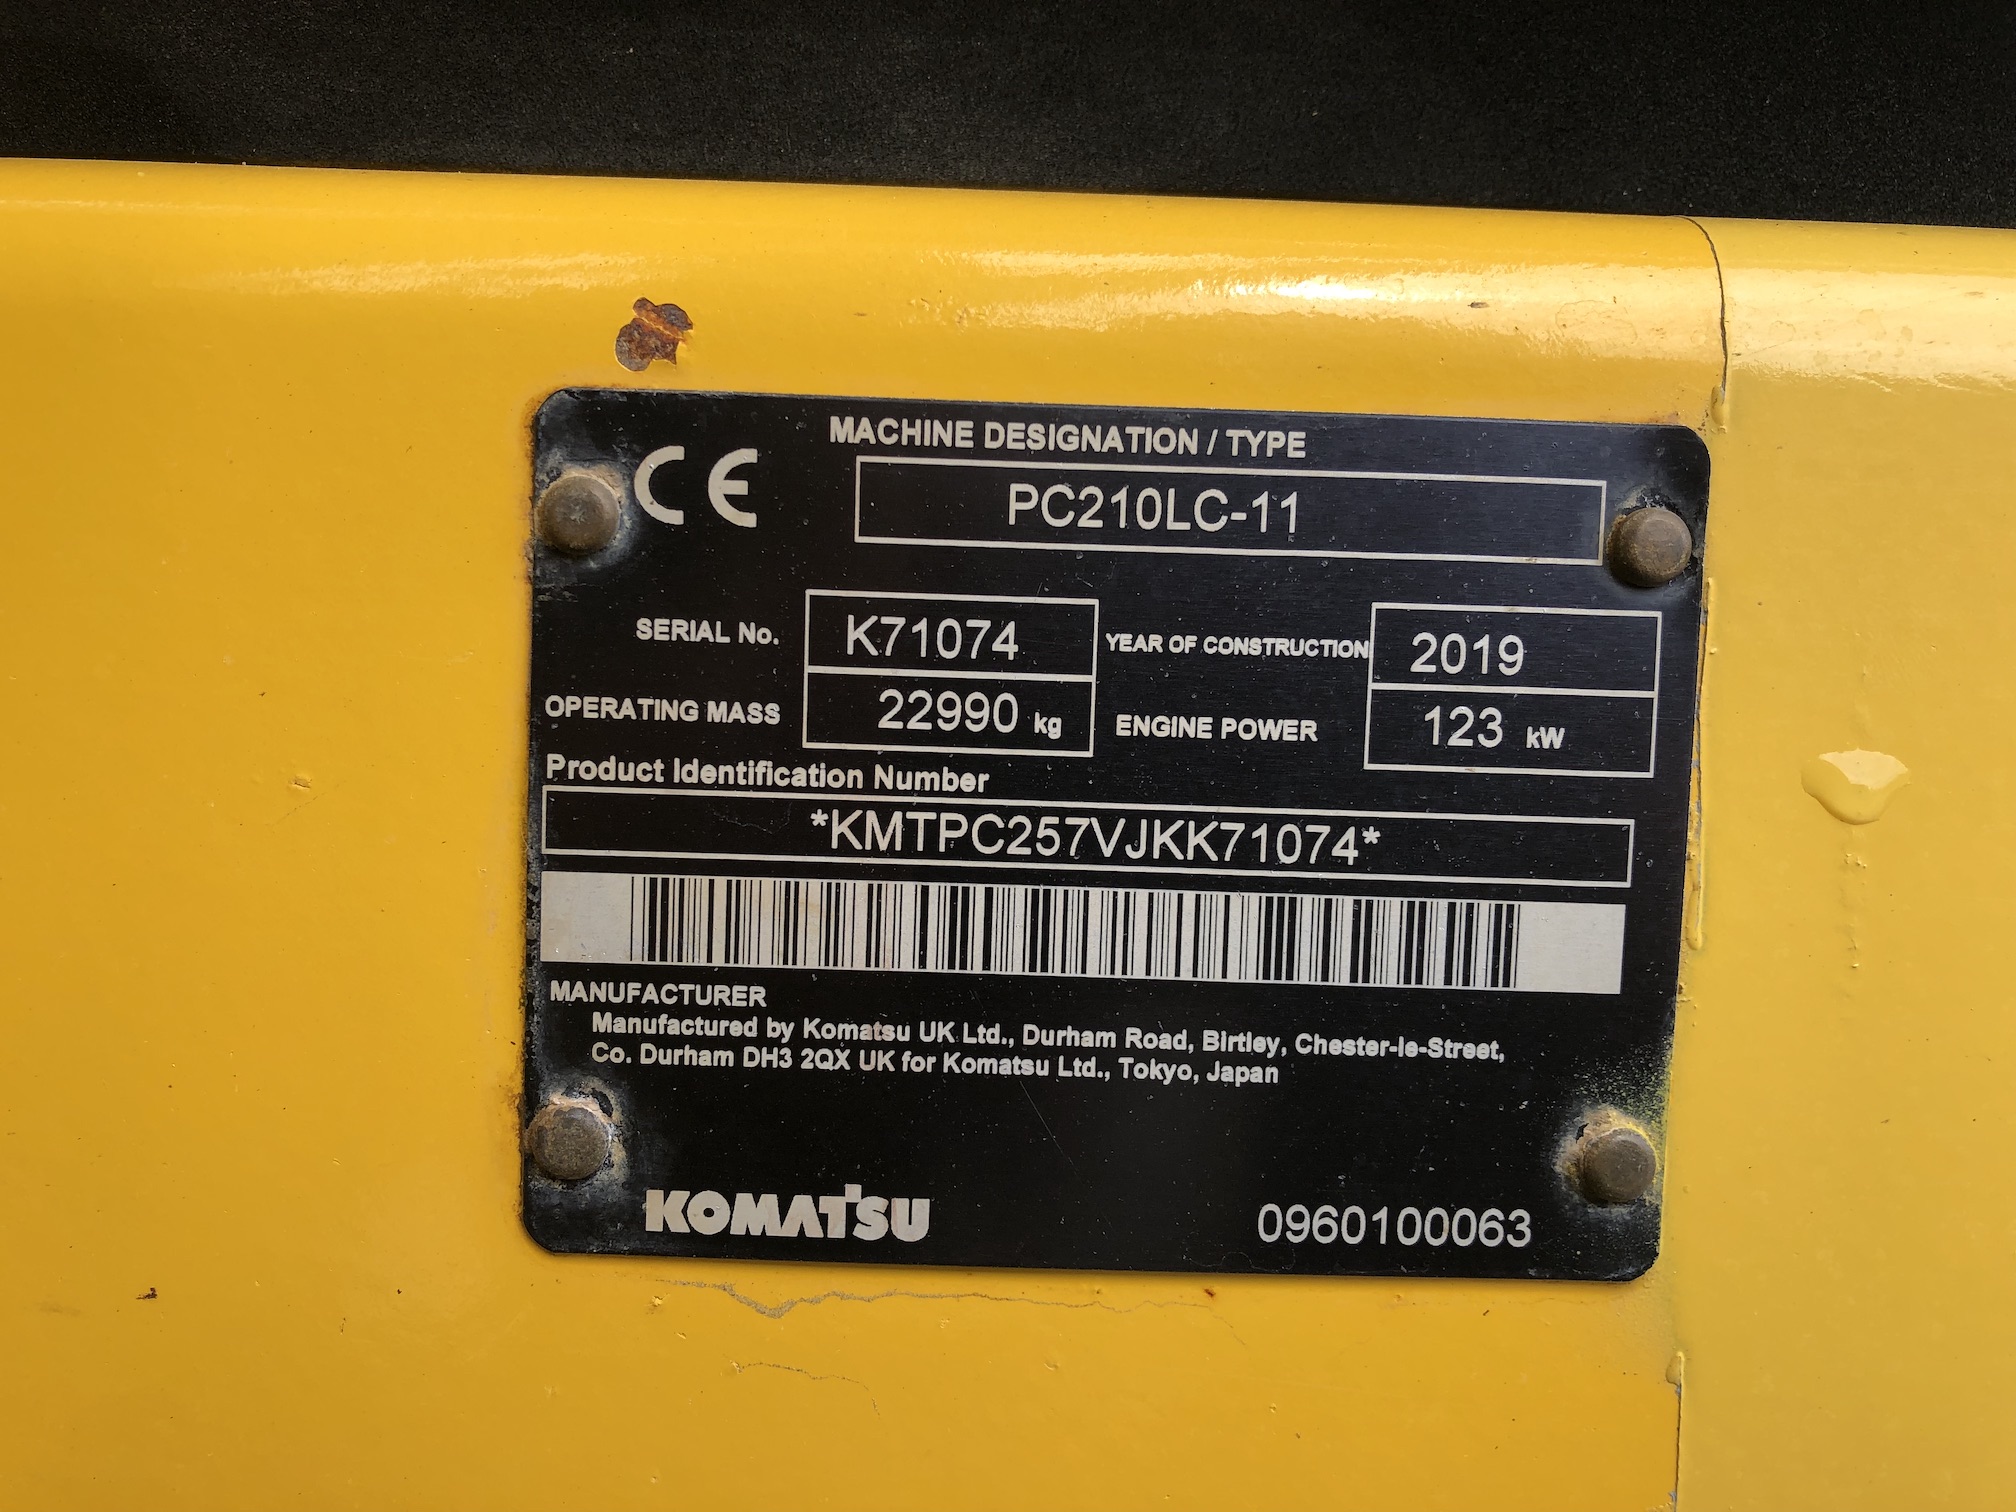 CE
MACHINE DESIGNATION / TYPE
PC210LC-11
SERIAL No. K71074 YEAR OF CONSTRUCTION 2019
OPERATING MASS 22990 kg ENGINE POWER 123 kW
Product Identification Number
*KMTPC257VJKK71074*
MANUFACTURER
Manufactured by Komatsu UK Ltd., Durham Road, Birtley, Chester-le-Street,
Co. Durham DH3 2QX UK for Komatsu Ltd., Tokyo, Japan
KOMATSU 0960100063